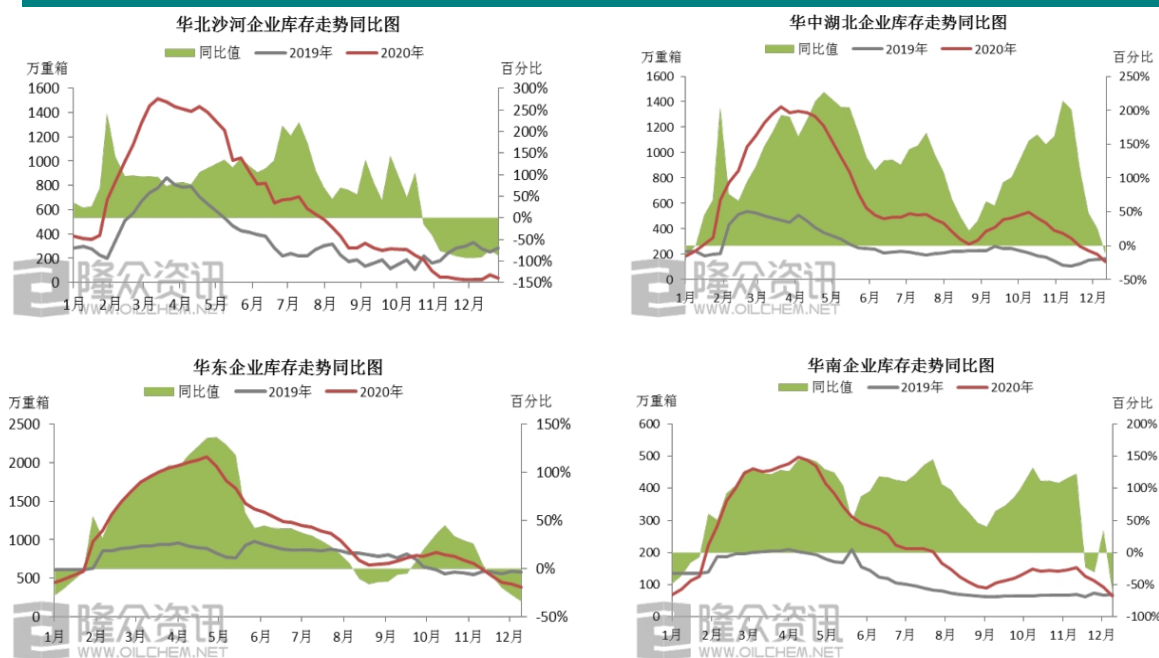 华北沙河企业库存走势同比图
同比值 2019年 2020年
万重箱 百分比
1600 300%
1400 250%
1200 200%
1000 150%
800 100%
600 50%
400 0%
200 -50%
0 -100%
-150%
1月 2月 3月 4月 5月 6月 7月 8月 9月 10月 11月 12月
隆众资讯
WWW.OILCHEM.NET
华中湖北企业库存走势同比图
同比值 2019年 2020年
万重箱 百分比
1600 250%
1400 200%
1200 150%
1000 100%
800 50%
600 0%
400 -50%
200
0
1月 2月 3月 4月 5月 6月 7月 8月 9月 10月 11月 12月
隆众资讯
WWW.OILCHEM.NET
华东企业库存走势同比图
同比值 2019年 2020年
万重箱 百分比
2500 150%
2000 100%
1500 50%
1000 0%
500 -50%
0
1月 2月 3月 4月 5月 6月 7月 8月 9月 10月 11月 12月
隆众资讯
WWW.OILCHEM.NET
华南企业库存走势同比图
同比值 2019年 2020年
万重箱 百分比
600 200%
500 150%
400 100%
300 50%
200 0%
100 -50%
0 -100%
1月 2月 3月 4月 5月 6月 7月 8月 9月 10月 11月 12月
隆众资讯
WWW.OILCHEM.NET